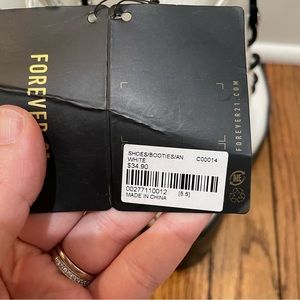 FOREVER 21
FOREVER21.COM
SHOES/BOOTIES/AN C00014
WHITE
$34.90
00277110012 [5.5]
MADE IN CHINA